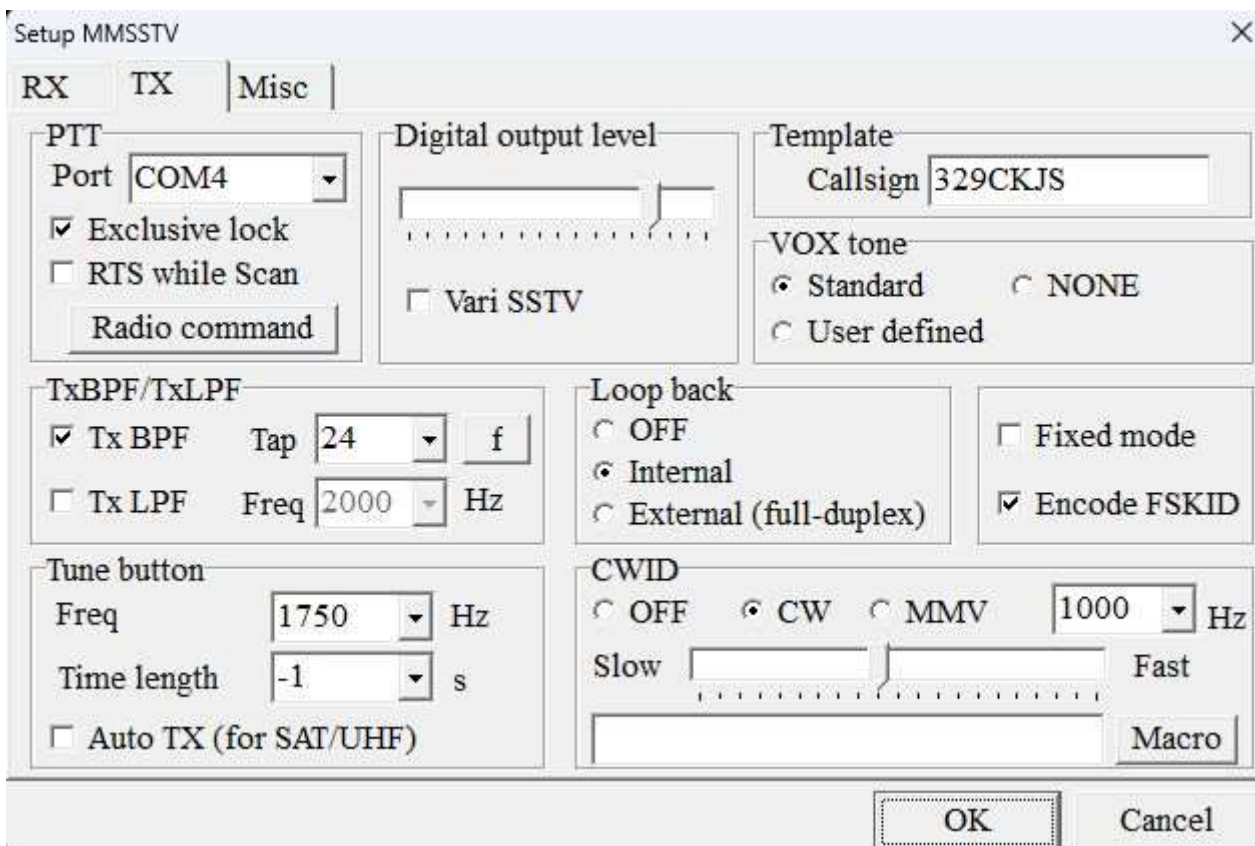 Setup MMSSTV
RX TX Misc
PTT
Port COM4
Exclusive lock
RTS while Scan
Radio command
Digital output level
Vari SSTV
Template
Callsign 329CKJS
VOX tone
Standard NONE
User defined
TxBPF/TxLPF
Tx BPF Tap 24 f
Tx LPF Freq 2000 Hz
Loop back
OFF
Internal
External (full-duplex)
Fixed mode
Encode FSKID
Tune button
Freq 1750 Hz
Time length -1 s
Auto TX (for SAT/UHF)
CWID
OFF CW MMV 1000 Hz
Slow Fast
Macro
OK Cancel